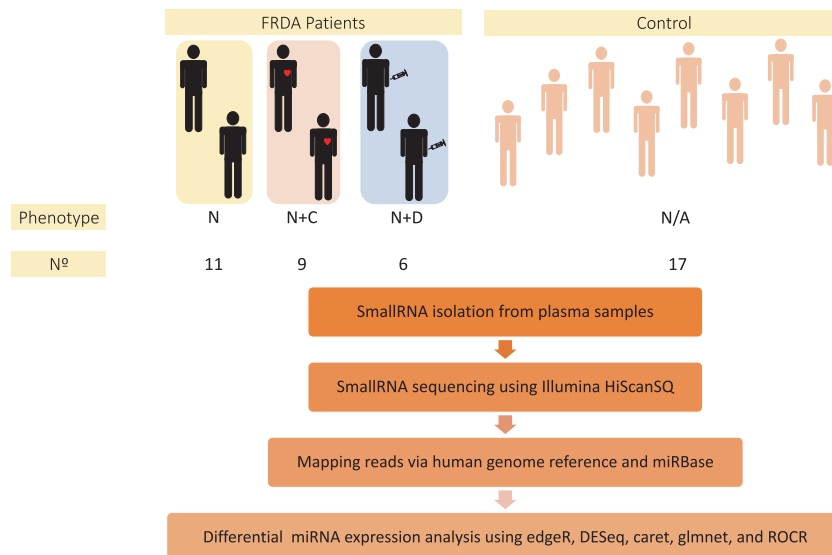 FRDA Patients Control
Phenotype N N+C N+D N/A
Nº 11 9 6 17
SmallRNA isolation from plasma samples
SmallRNA sequencing using Illumina HiScanSQ
Mapping reads via human genome reference and miRBase
Differential miRNA expression analysis using edgeR, DESeq, caret, glmnet, and ROCR